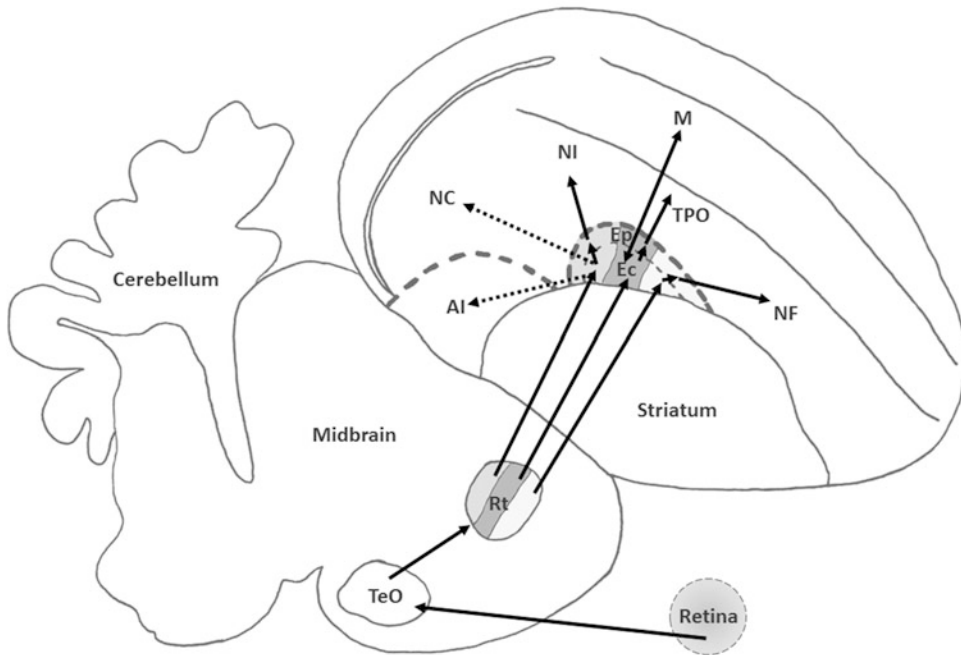 M
NI
NC
TPO
Ep
Cerebellum
Ec
AI
NF
Striatum
Midbrain
Rt
TeO
Retina